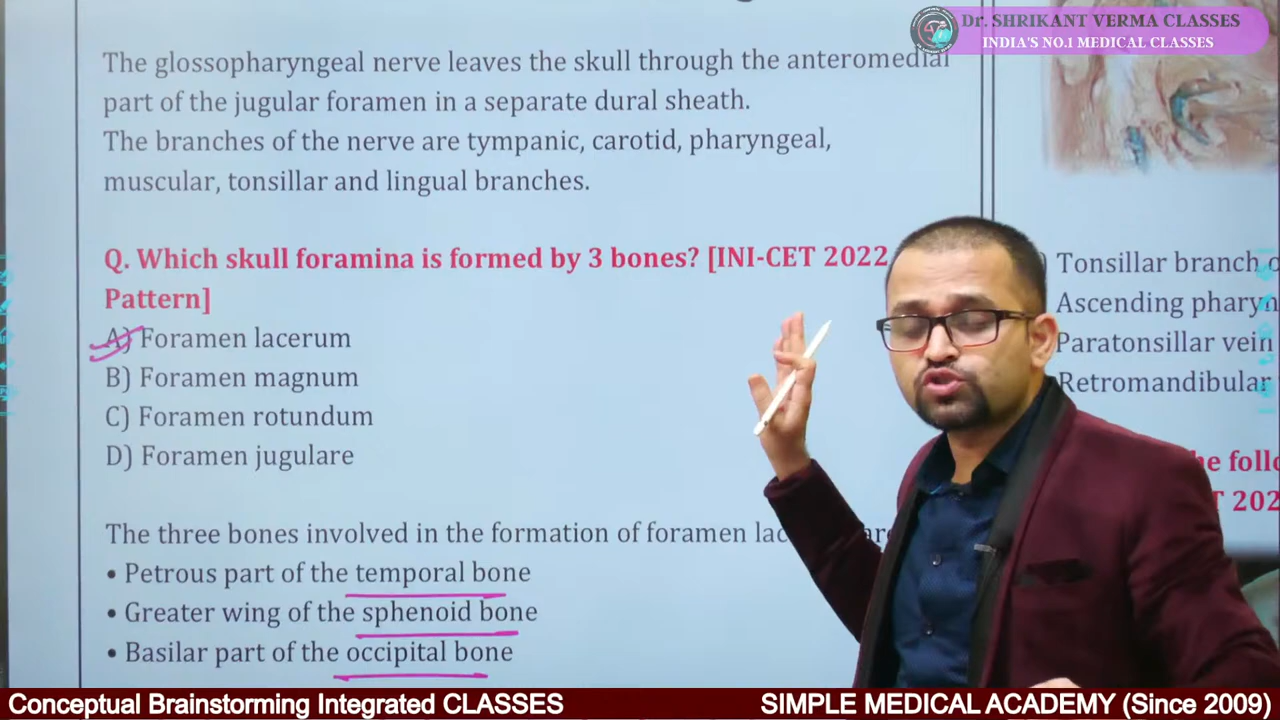 Dr. SHRIKANT VERMA CLASSES
INDIA'S NO.1 MEDICAL CLASSES
The glossopharyngeal nerve leaves the skull through the anteromedial
part of the jugular foramen in a separate dural sheath.
The branches of the nerve are tympanic, carotid, pharyngeal,
muscular, tonsillar and lingual branches.
Q. Which skull foramina is formed by 3 bones? [INI-CET 2022
Pattern]
A) Foramen lacerum
B) Foramen magnum
C) Foramen rotundum
D) Foramen jugulare
The three bones involved in the formation of foramen
• Petrous part of the temporal bone
• Greater wing of the sphenoid bone
• Basilar part of the occipital bone
Tonsillar branch
Ascending
Paratonsillar vein
Retromandibular
Conceptual Brainstorming Integrated CLASSES
SIMPLE MEDICAL ACADEMY (Since 2009)